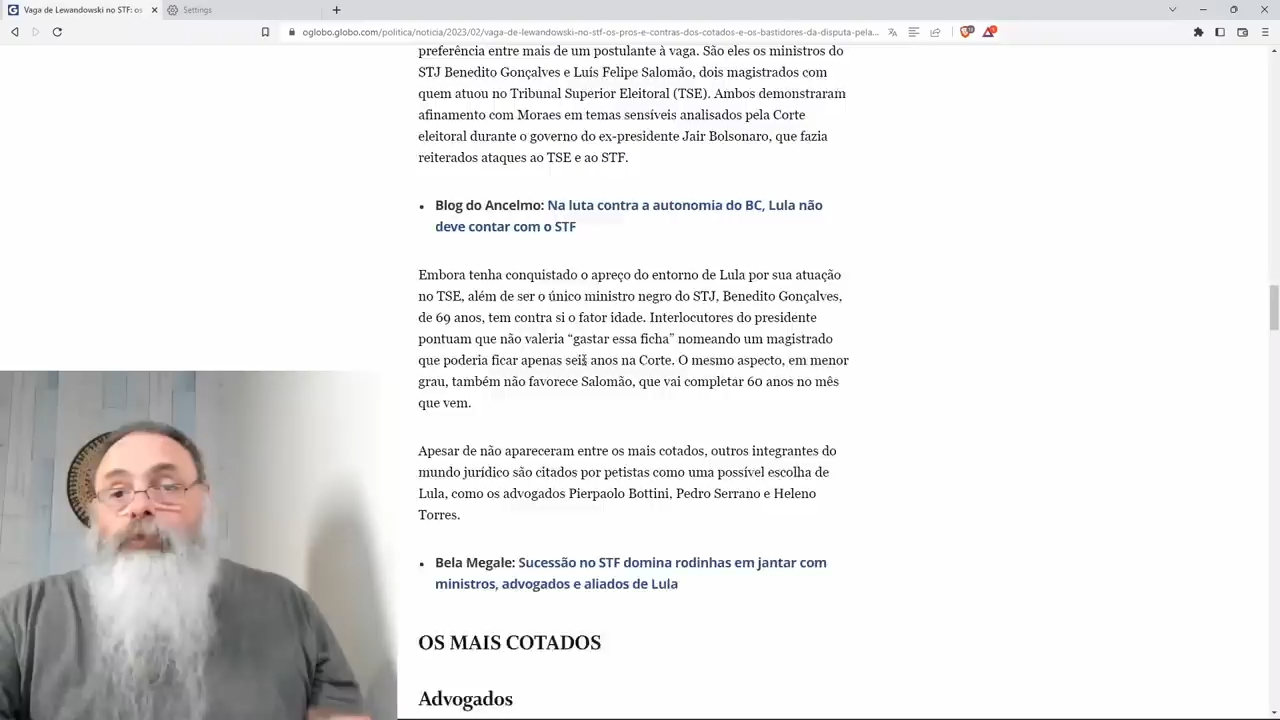 Vaga de Lewandowski no STF: os
Settings
oglobo.globo.com/politica/noticia/2023/02/vaga-de-lewandowski-no-stf-os-pros-e-contras-dos-cotados-e-os-bastidores-da-disputa-pela...
preferência entre mais de um postulante à vaga. São eles os ministros do
STJ Benedito Gonçalves e Luís Felipe Salomão, dois magistrados com
quem atuou no Tribunal Superior Eleitoral (TSE). Ambos demonstraram
afinamento com Moraes em temas sensíveis analisados pela Corte
eleitoral durante o governo do ex-presidente Jair Bolsonaro, que fazia
reiterados ataques ao TSE e ao STF.
• Blog do Ancelmo: Na luta contra a autonomia do BC, Lula não
deve contar com o STF
Embora tenha conquistado o apreço do entorno de Lula por sua atuação
no TSE, além de ser o único ministro negro do STJ, Benedito Gonçalves,
de 69 anos, tem contra si o fator idade. Interlocutores do presidente
pontuam que não valeria “gastar essa ficha” nomeando um magistrado
que poderia ficar apenas seis anos na Corte. O mesmo aspecto, em menor
grau, também não favorece Salomão, que vai completar 60 anos no mês
que vem.
Apesar de não apareceram entre os mais cotados, outros integrantes do
mundo jurídico são citados por petistas como uma possível escolha de
Lula, como os advogados Pierpaolo Bottini, Pedro Serrano e Heleno
Torres.
• Bela Megale: Sucessão no STF domina rodinhas em jantar com
ministros, advogados e aliados de Lula
OS MAIS COTADOS
Advogados